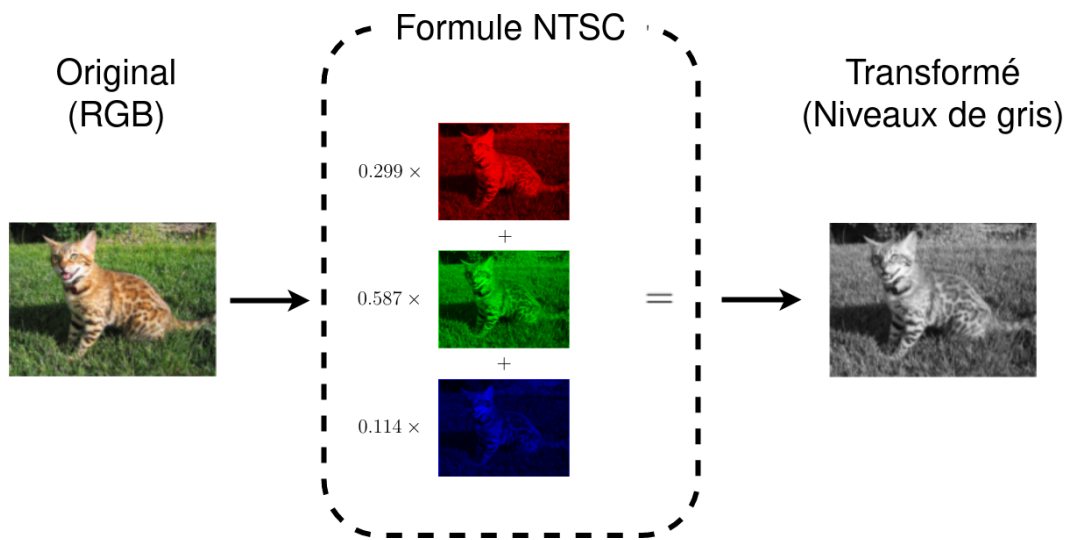 Formule NTSC
Original
(RGB)
0.299 ×
+
0.587 ×
+
0.114 ×
=
Transformé
(Niveaux de gris)